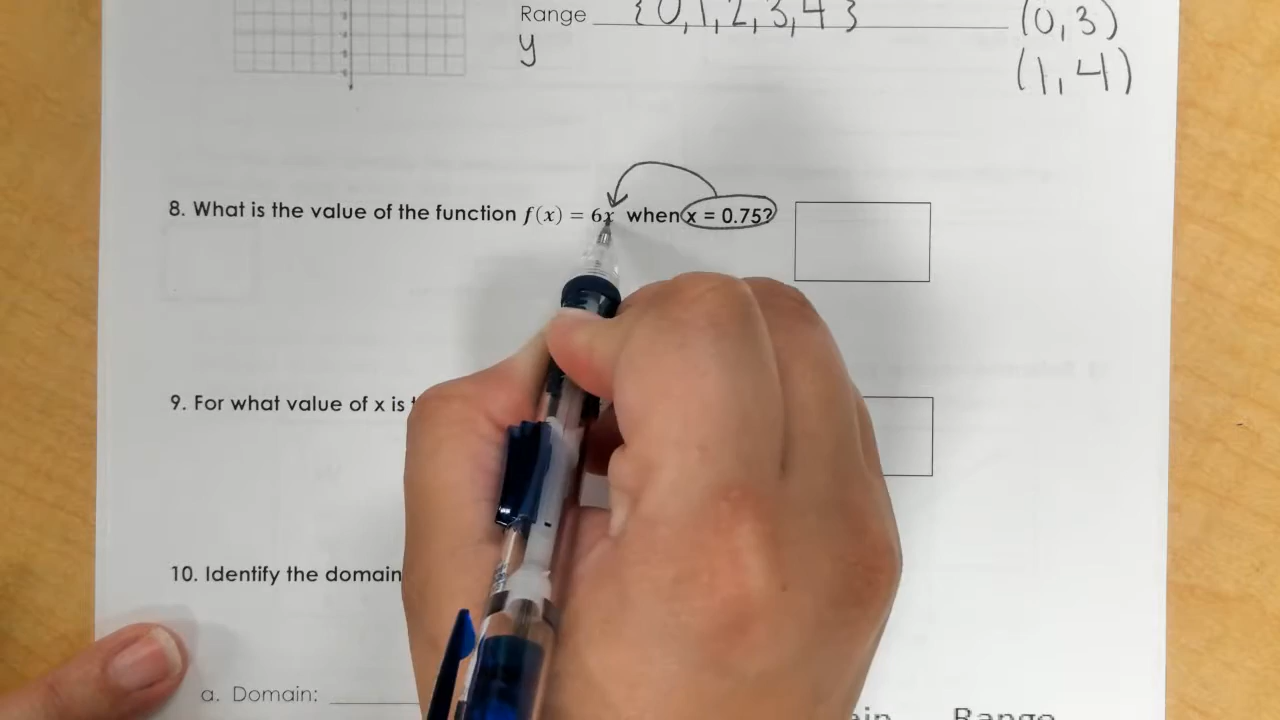 Range {0,1,2,3,4} (0,3)
y (1,4)
8. What is the value of the function f(x) = 6x when x = 0.75?
9. For what value of x is
10. Identify the domain
a. Domain:
Range